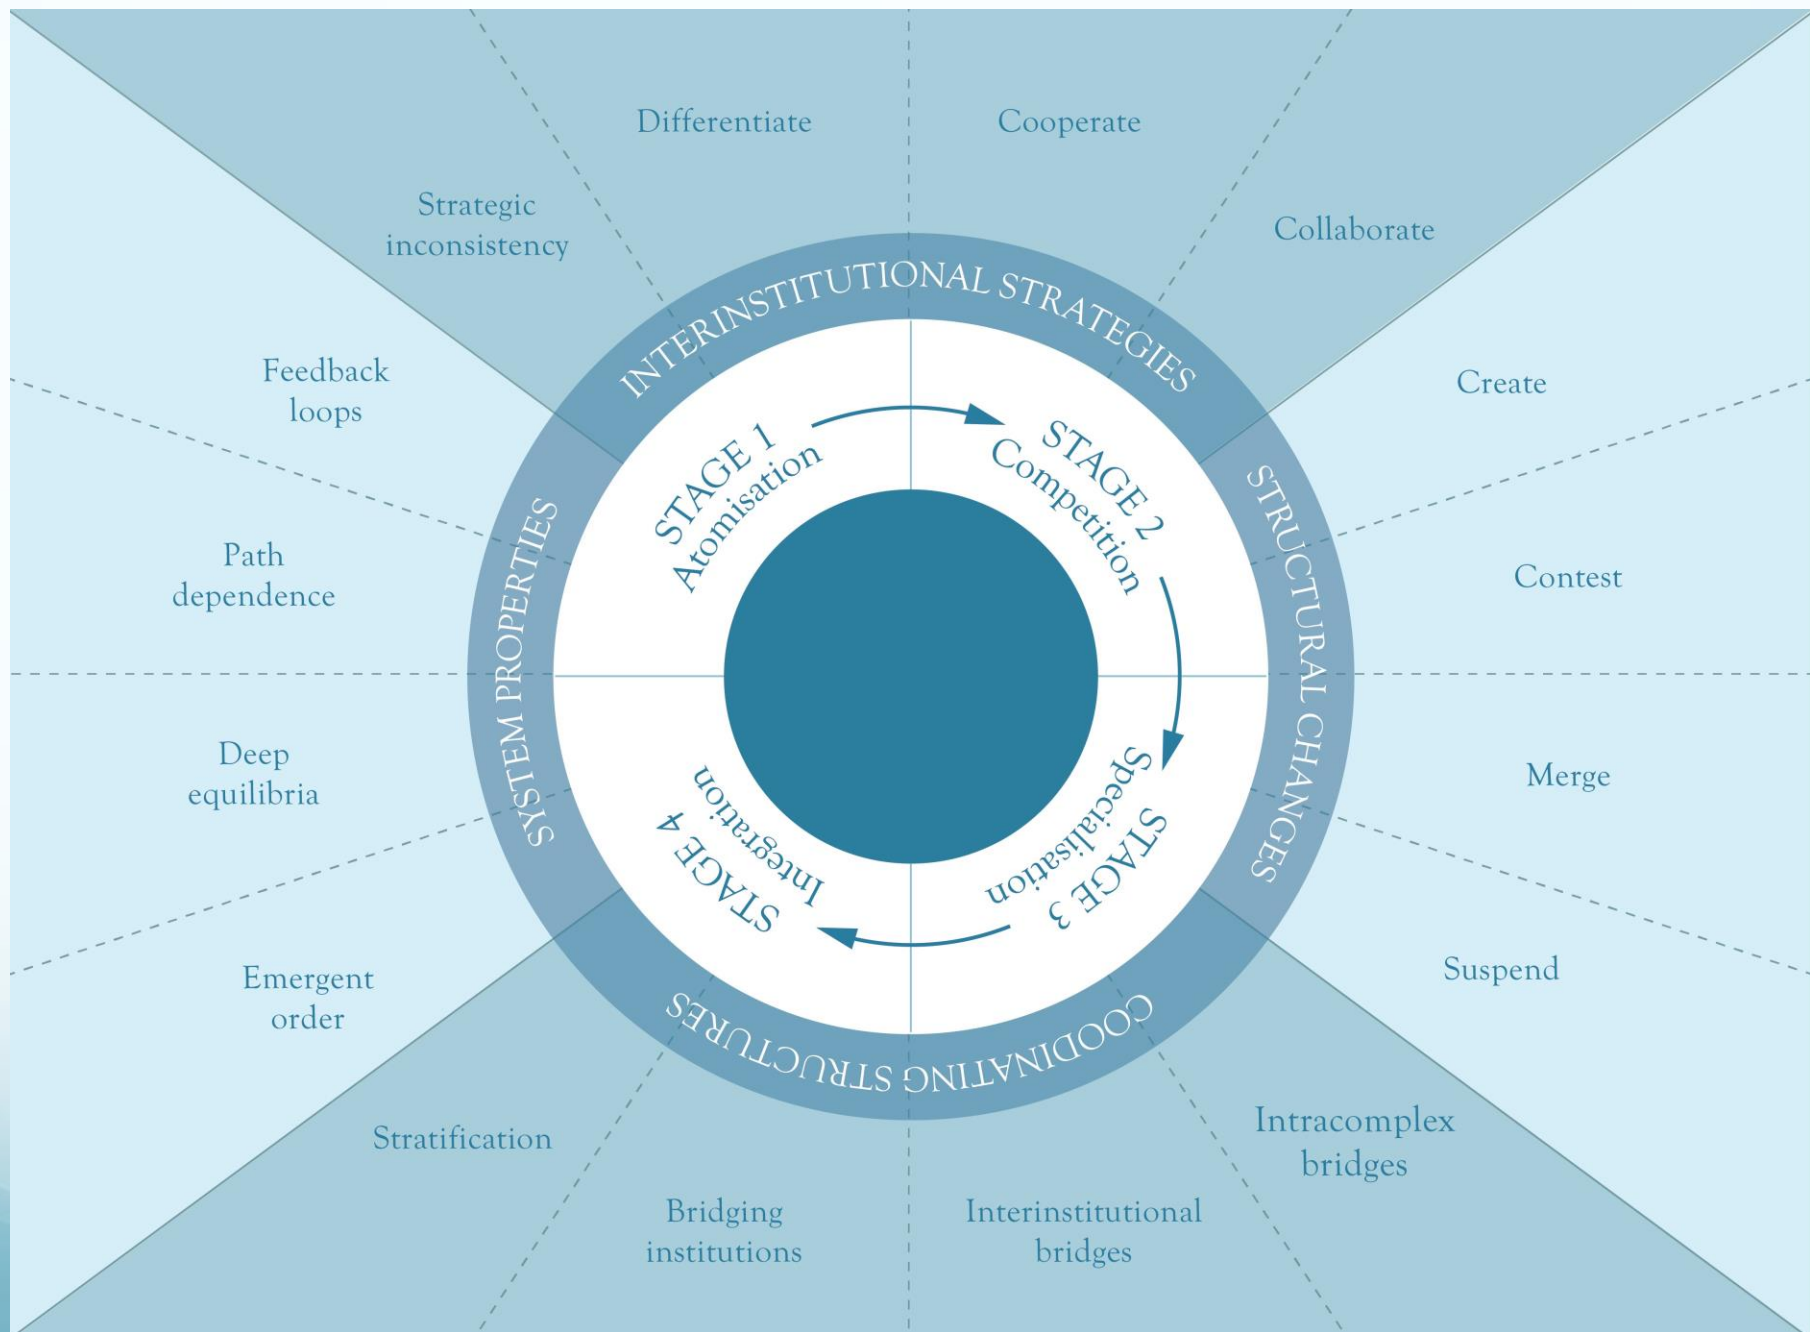 Differentiate
Cooperate
Strategic
inconsistency
Collaborate
INTERINSTITUTIONAL STRATEGIES
Feedback
loops
Create
STAGE 1
Atomisation
STAGE 2
Competition
Path
dependence
Contest
SYSTEM PROPERTIES
STRUCTURAL CHANGES
Deep
equilibria
Merge
STAGE 3
Specialisation
STAGE 4
Integration
Emergent
order
Suspend
COODINATING STRUCTURES
Stratification
Intracomplex
bridges
Bridging
institutions
Interinstitutional
bridges